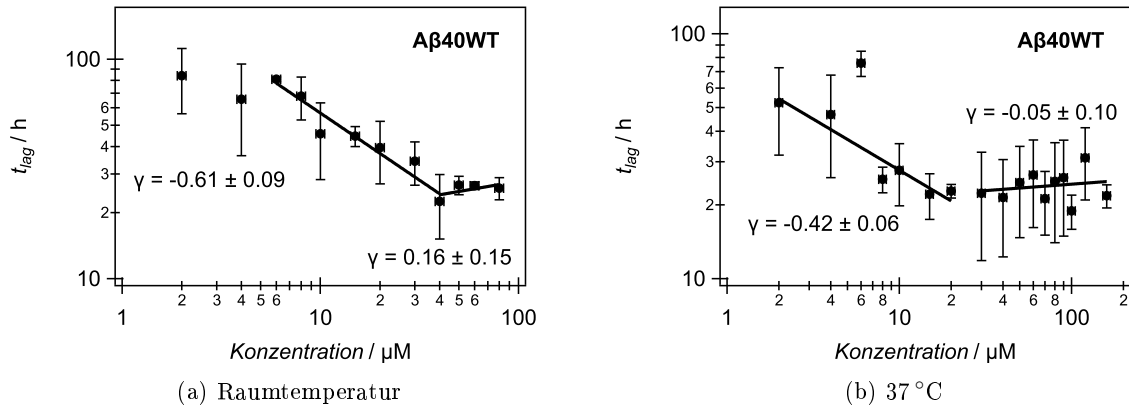 Aβ40WT
100
6
5
4
3
2
10
t_lag / h
γ = -0.61 ± 0.09
γ = 0.16 ± 0.15
2 3 4 5 6 2 3 4 5 6
1 10 100
Konzentration / µM
(a) Raumtemperatur
Aβ40WT
100
7
6
5
4
3
2
10
t_lag / h
γ = -0.05 ± 0.10
γ = -0.42 ± 0.06
2 4 6 8 2 4 6 8 2
1 10 100
Konzentration / µM
(b) 37 °C